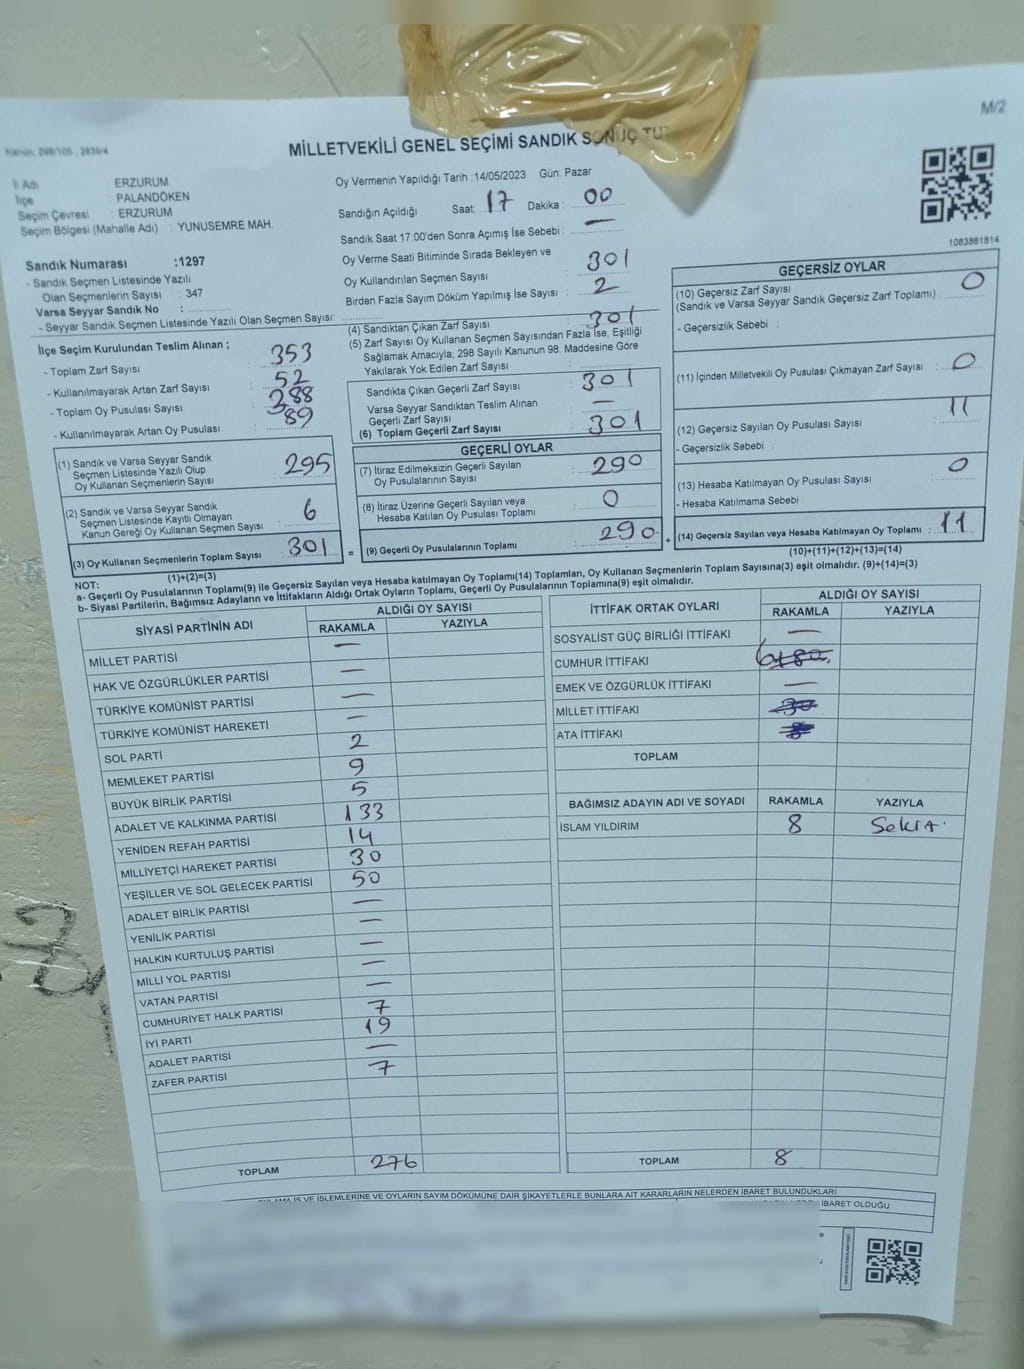 M/2
Kanun: 298/105 , 2839/4
MİLLETVEKİLİ GENEL SEÇİMİ SANDIK SONUÇ TU
İl Adı : ERZURUM
İlçe : PALANDÖKEN
Seçim Çevresi : ERZURUM
Seçim Bölgesi (Mahalle Adı) : YUNUSEMRE MAH.
Sandık Numarası :1297
- Sandık Seçmen Listesinde Yazılı
Olan Seçmenlerin Sayısı : 347
Varsa Seyyar Sandık No :
- Seyyar Sandık Seçmen Listesinde Yazılı Olan Seçmen Sayısı:
İlçe Seçim Kurulundan Teslim Alınan ;
- Toplam Zarf Sayısı : 353
- Kullanılmayarak Artan Zarf Sayısı : 52
- Toplam Oy Pusulası Sayısı : 388
- Kullanılmayarak Artan Oy Pusulası : 89
(1) Sandık ve Varsa Seyyar Sandık
Seçmen Listesinde Yazılı Olup
Oy Kullanan Seçmenlerin Sayısı : 295
(2) Sandık ve Varsa Seyyar Sandık
Seçmen Listesinde Kayıtlı Olmayan
Kanun Gereği Oy Kullanan Seçmen Sayısı : 6
(3) Oy Kullanan Seçmenlerin Toplam Sayısı : 301 =
(1)+(2)=(3)
Oy Vermenin Yapıldığı Tarih :14/05/2023 Gün: Pazar
Sandığın Açıldığı Saat: 17 Dakika : 00
Sandık Saat 17:00'den Sonra Açımış İse Sebebi : —
Oy Verme Saati Bitiminde Sırada Bekleyen ve
Oy Kullandırılan Seçmen Sayısı : 301
Birden Fazla Sayım Döküm Yapılmış İse Sayısı : 2
(4) Sandıktan Çıkan Zarf Sayısı : 301
(5) Zarf Sayısı Oy Kullanan Seçmen Sayısından Fazla İse, Eşitliği
Sağlamak Amacıyla; 298 Sayılı Kanunun 98. Maddesine Göre
Yakılarak Yok Edilen Zarf Sayısı :
Sandıkta Çıkan Geçerli Zarf Sayısı : 301
Varsa Seyyar Sandıktan Teslim Alınan
Geçerli Zarf Sayısı : —
(6) Toplam Geçerli Zarf Sayısı : 301
GEÇERLİ OYLAR
(7) İtiraz Edilmeksizin Geçerli Sayılan
Oy Pusulalarının Sayısı : 290
(8) İtiraz Üzerine Geçerli Sayılan veya
Hesaba Katılan Oy Pusulası Toplamı : 0
(9) Geçerli Oy Pusulalarının Toplamı : 290 +
1083861814
GEÇERSİZ OYLAR
(10) Geçersiz Zarf Sayısı
(Sandık ve Varsa Seyyar Sandık Geçersiz Zarf Toplamı) : 0
- Geçersizlik Sebebi :
(11) İçinden Milletvekili Oy Pusulası Çıkmayan Zarf Sayısı : 0
(12) Geçersiz Sayılan Oy Pusulası Sayısı : 11
- Geçersizlik Sebebi :
(13) Hesaba Katılmayan Oy Pusulası Sayısı : 0
- Hesaba Katılmama Sebebi :
(14) Geçersiz Sayılan veya Hesaba Katılmayan Oy Toplamı : 11
(10)+(11)+(12)+(13)=(14)
NOT:
a- Geçerli Oy Pusulalarının Toplamı(9) ile Geçersiz Sayılan veya Hesaba katılmayan Oy Toplamı(14) Toplamları, Oy Kullanan Seçmenlerin Toplam Sayısına(3) eşit olmalıdır. (9)+(14)=(3)
b- Siyasi Partilerin, Bağımsız Adayların ve İttifakların Aldığı Ortak Oyların Toplamı, Geçerli Oy Pusulalarının Toplamına(9) eşit olmalıdır.
SİYASİ PARTİNİN ADI ALDIĞI OY SAYISI
RAKAMLA YAZIYLA
MİLLET PARTİSİ —
HAK VE ÖZGÜRLÜKLER PARTİSİ —
TÜRKİYE KOMÜNİST PARTİSİ —
TÜRKİYE KOMÜNİST HAREKETİ —
SOL PARTİ 2
MEMLEKET PARTİSİ 9
BÜYÜK BİRLİK PARTİSİ 5
ADALET VE KALKINMA PARTİSİ 133
YENİDEN REFAH PARTİSİ 14
MİLLİYETÇİ HAREKET PARTİSİ 30
YEŞİLLER VE SOL GELECEK PARTİSİ 50
ADALET BİRLİK PARTİSİ —
YENİLİK PARTİSİ —
HALKIN KURTULUŞ PARTİSİ —
MİLLİ YOL PARTİSİ —
VATAN PARTİSİ —
CUMHURİYET HALK PARTİSİ 7
İYİ PARTİ 19
ADALET PARTİSİ —
ZAFER PARTİSİ 7
TOPLAM 276
İTTİFAK ORTAK OYLARI ALDIĞI OY SAYISI
RAKAMLA YAZIYLA
SOSYALİST GÜÇ BİRLİĞİ İTTİFAKI —
CUMHUR İTTİFAKI
EMEK VE ÖZGÜRLÜK İTTİFAKI —
MİLLET İTTİFAKI 30
ATA İTTİFAKI 8
TOPLAM
BAĞIMSIZ ADAYIN ADI VE SOYADI RAKAMLA YAZIYLA
İSLAM YILDIRIM 8
TOPLAM 8
İŞ VE İŞLEMLERİNE VE OYLARIN SAYIM DÖKÜMÜNE DAİR ŞİKAYETLERLE BUNLARA AİT KARARLARIN NELERDEN İBARET BULUNDUKLARI
İBARET OLDUĞU